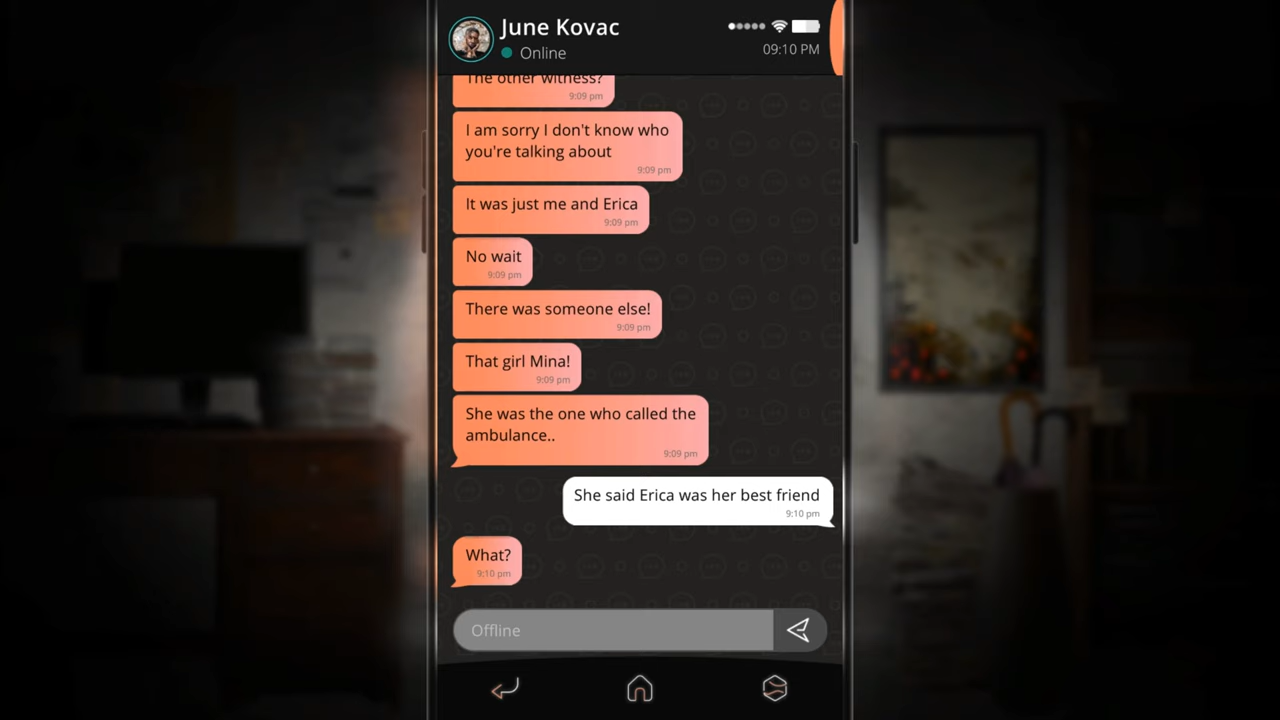 June Kovac
Online
09:10 PM
The other witness?
9:09 pm
I am sorry I don't know who
you're talking about
9:09 pm
It was just me and Erica
9:09 pm
No wait
9:09 pm
There was someone else!
9:09 pm
That girl Mina!
9:09 pm
She was the one who called the
ambulance..
9:09 pm
She said Erica was her best friend
9:10 pm
What?
9:10 pm
Offline